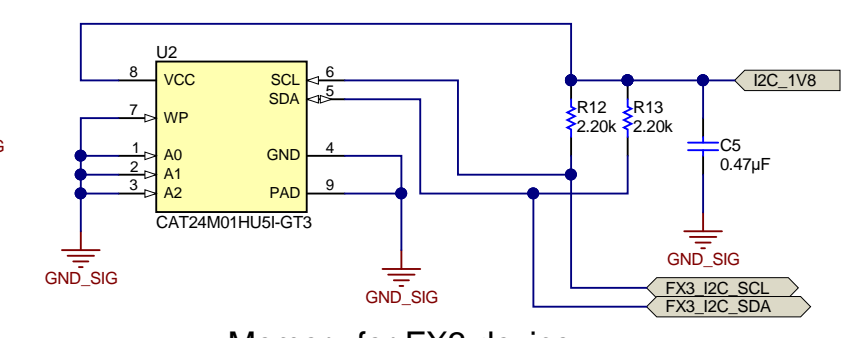 U2
8 VCC SCL 6
SDA 5
7 WP
1 A0 GND 4
2 A1
3 A2 PAD 9
CAT24M01HU5I-GT3
I2C_1V8
R12 R13
2.20k 2.20k
C5
0.47µF
GND_SIG
GND_SIG
GND_SIG
FX3_I2C_SCL
FX3_I2C_SDA